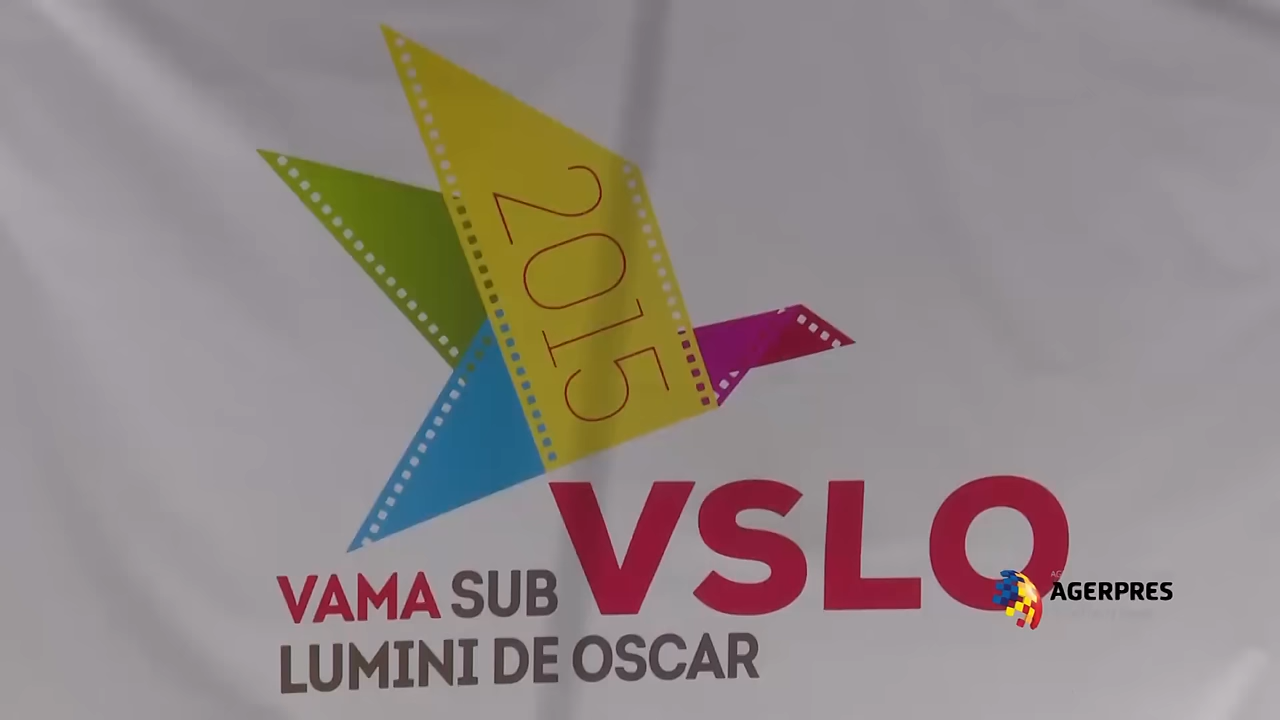 2015
VSLO
VAMA SUB
LUMINI DE OSCAR
AGERPRES